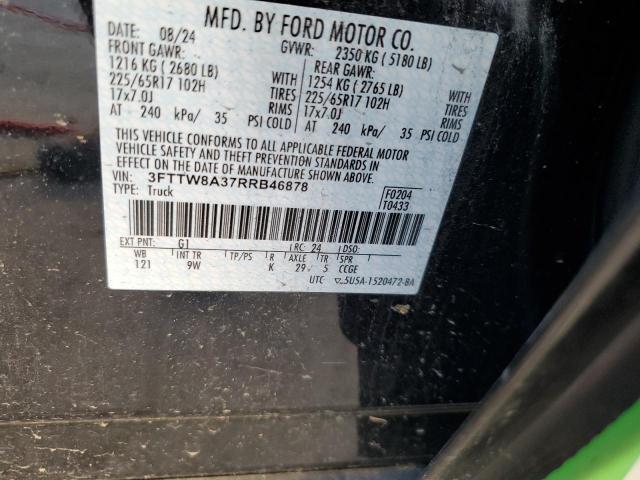 MFD. BY FORD MOTOR CO.
DATE: 08/24 GVWR: 2350 KG ( 5180 LB)
FRONT GAWR: REAR GAWR:
1216 KG ( 2680 LB) 1254 KG ( 2765 LB)
225/65R17 102H TIRES 225/65R17 102H TIRES
17x7.0J RIMS 17x7.0J RIMS
AT 240 kPa/ 35 PSI COLD AT 240 kPa/ 35 PSI COLD
THIS VEHICLE CONFORMS TO ALL APPLICABLE FEDERAL MOTOR
VEHICLE SAFETY AND THEFT PREVENTION STANDARDS IN
EFFECT ON THE DATE OF MANUFACTURE SHOWN ABOVE.
VIN: 3FTTW8A37RRB46878 F0204
TYPE: Truck T0433
EXT PNT: G1 RC: 24 DSO:
WB INT TR TP/PS R AXLE TR SPR
121 9W K 29 5 CCGE
UTC ▽5U5A-1520472-BA